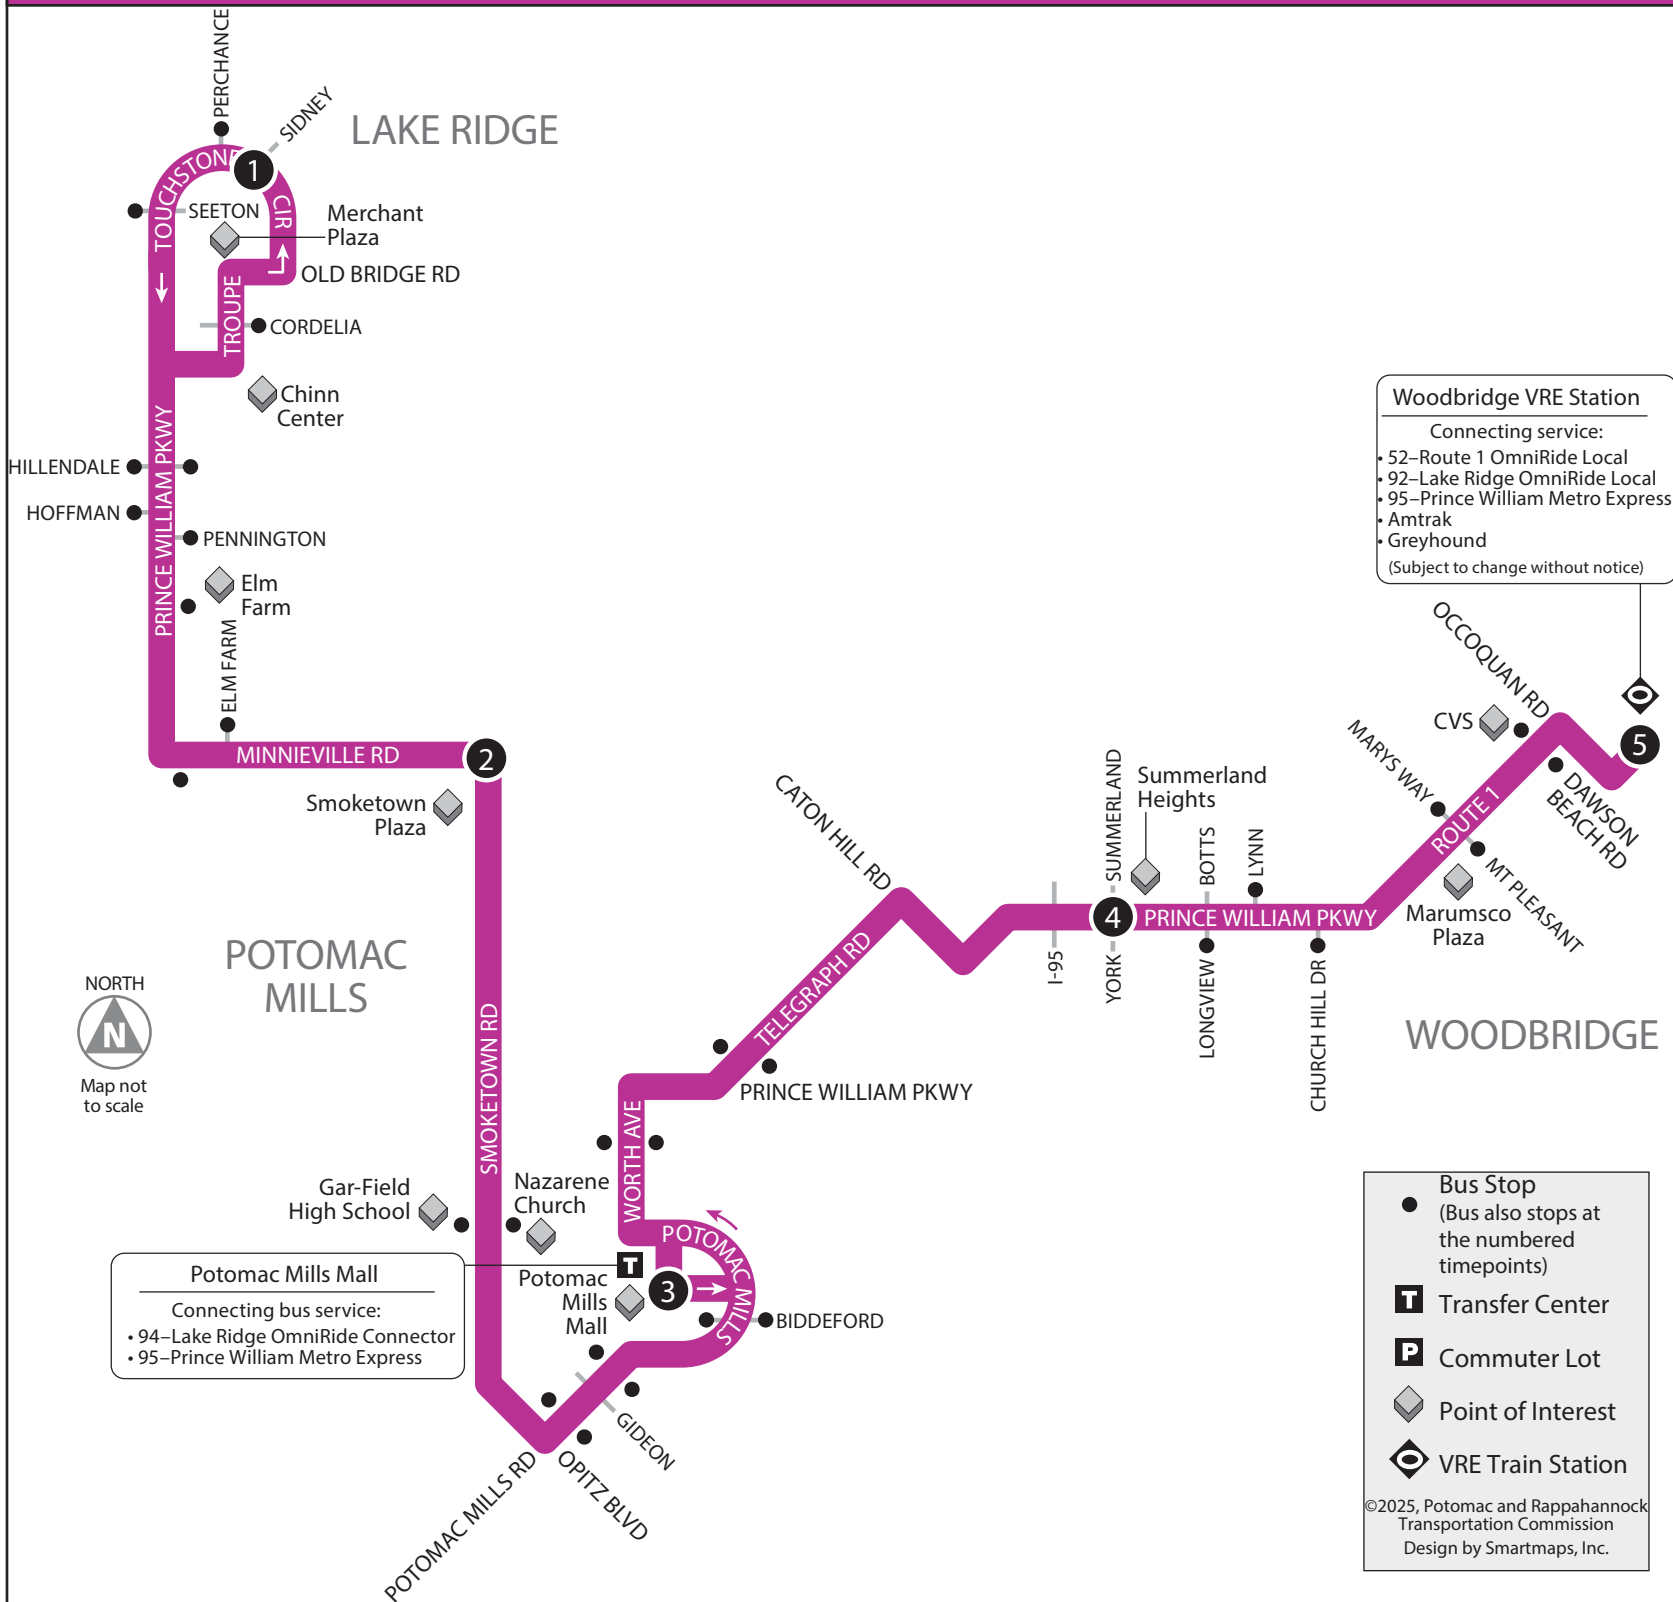 PERCHANCE
SIDNEY
LAKE RIDGE
TOUCHSTONE
1
CIR
SEETON
Merchant
Plaza
OLD BRIDGE RD
TROUPE
CORDELIA
Chinn
Center
PRINCE WILLIAM PKWY
HILLENDALE
HOFFMAN
PENNINGTON
Elm
Farm
ELM FARM
MINNIEVILLE RD
2
Smoketown
Plaza
POTOMAC
MILLS
NORTH
N
Map not
to scale
SMOKETOWN RD
Gar-Field
High School
Nazarene
Church
Potomac Mills Mall
Connecting bus service:
• 94–Lake Ridge OmniRide Connector
• 95–Prince William Metro Express
T
Potomac
Mills
Mall
3
POTOMAC MILLS
BIDDEFORD
GIDEON
OPITZ BLVD
POTOMAC MILLS RD
WORTH AVE
PRINCE WILLIAM PKWY
TELEGRAPH RD
CATON HILL RD
I-95
SUMMERLAND
4
YORK
Summerland
Heights
PRINCE WILLIAM PKWY
BOTTS
LONGVIEW
LYNN
CHURCH HILL DR
ROUTE 1
MARYS WAY
MT PLEASANT
Marumsco
Plaza
WOODBRIDGE
CVS
OCCOQUAN RD
DAWSON
BEACH RD
5
Woodbridge VRE Station
Connecting service:
• 52–Route 1 OmniRide Local
• 92–Lake Ridge OmniRide Local
• 95–Prince William Metro Express
• Amtrak
• Greyhound
(Subject to change without notice)
Bus Stop
(Bus also stops at
the numbered
timepoints)
T Transfer Center
P Commuter Lot
Point of Interest
VRE Train Station
©2025, Potomac and Rappahannock
Transportation Commission
Design by Smartmaps, Inc.